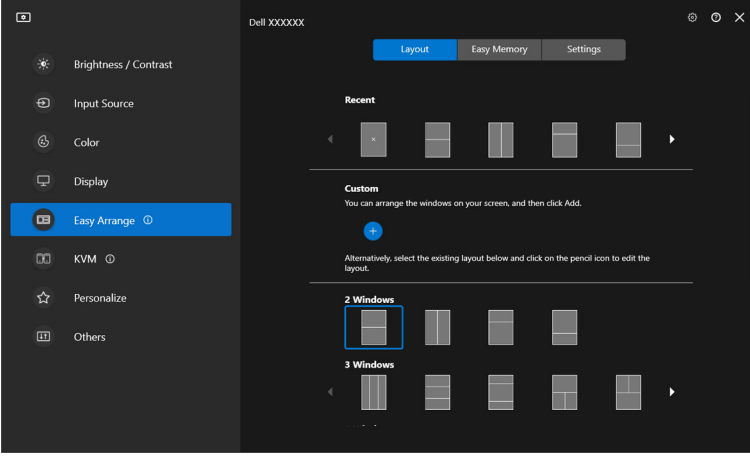 Dell XXXXXX
Brightness / Contrast
Input Source
Color
Display
Easy Arrange
KVM
Personalize
Others
Layout
Easy Memory
Settings
Recent
Custom
You can arrange the windows on your screen, and then click Add.
Alternatively, select the existing layout below and click on the pencil icon to edit the
layout.
2 Windows
3 Windows